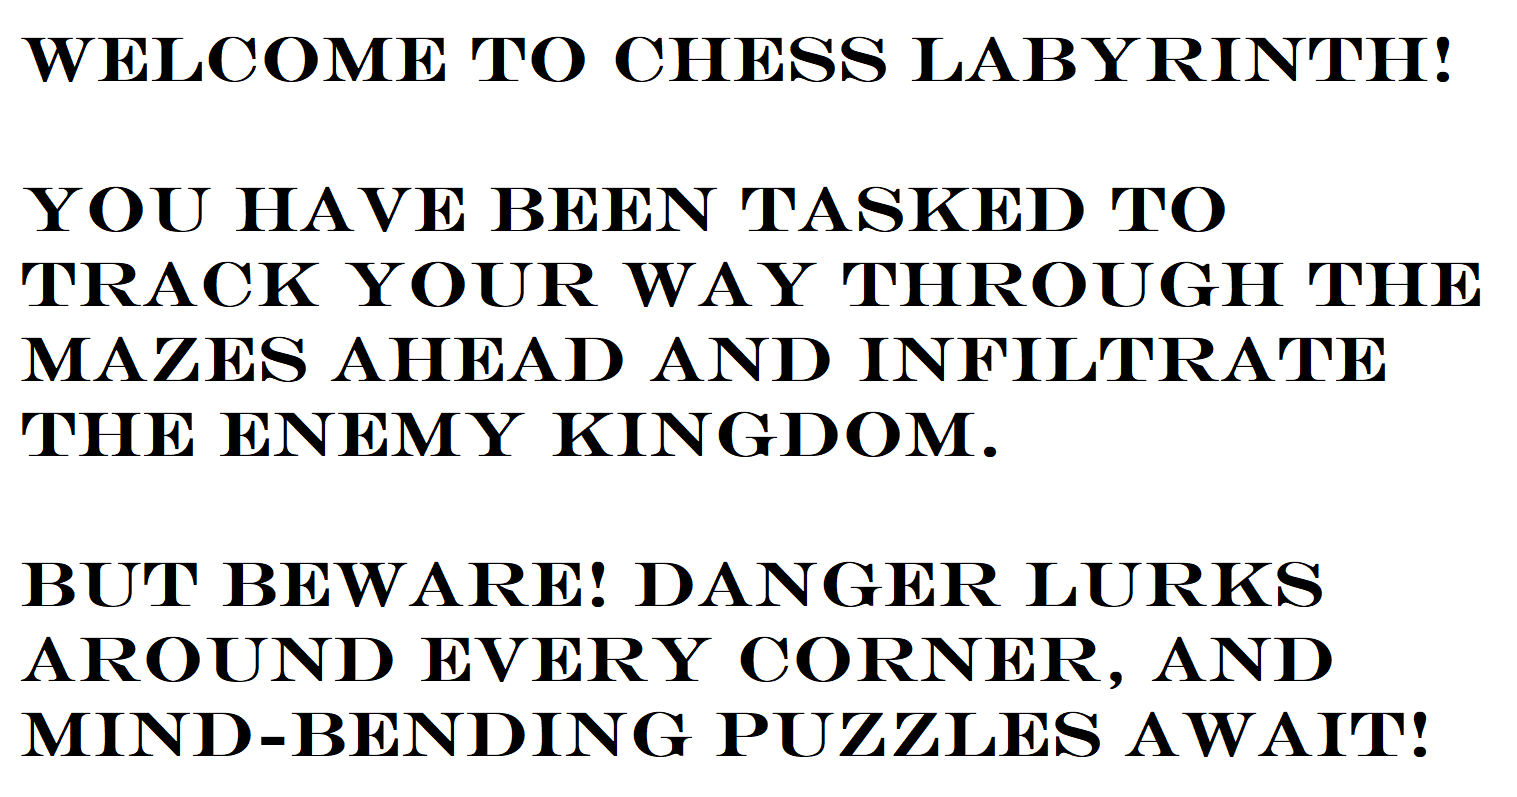 WELCOME TO CHESS LABYRINTH!
YOU HAVE BEEN TASKED TO
TRACK YOUR WAY THROUGH THE
MAZES AHEAD AND INFILTRATE
THE ENEMY KINGDOM.
BUT BEWARE! DANGER LURKS
AROUND EVERY CORNER, AND
MIND-BENDING PUZZLES AWAIT!